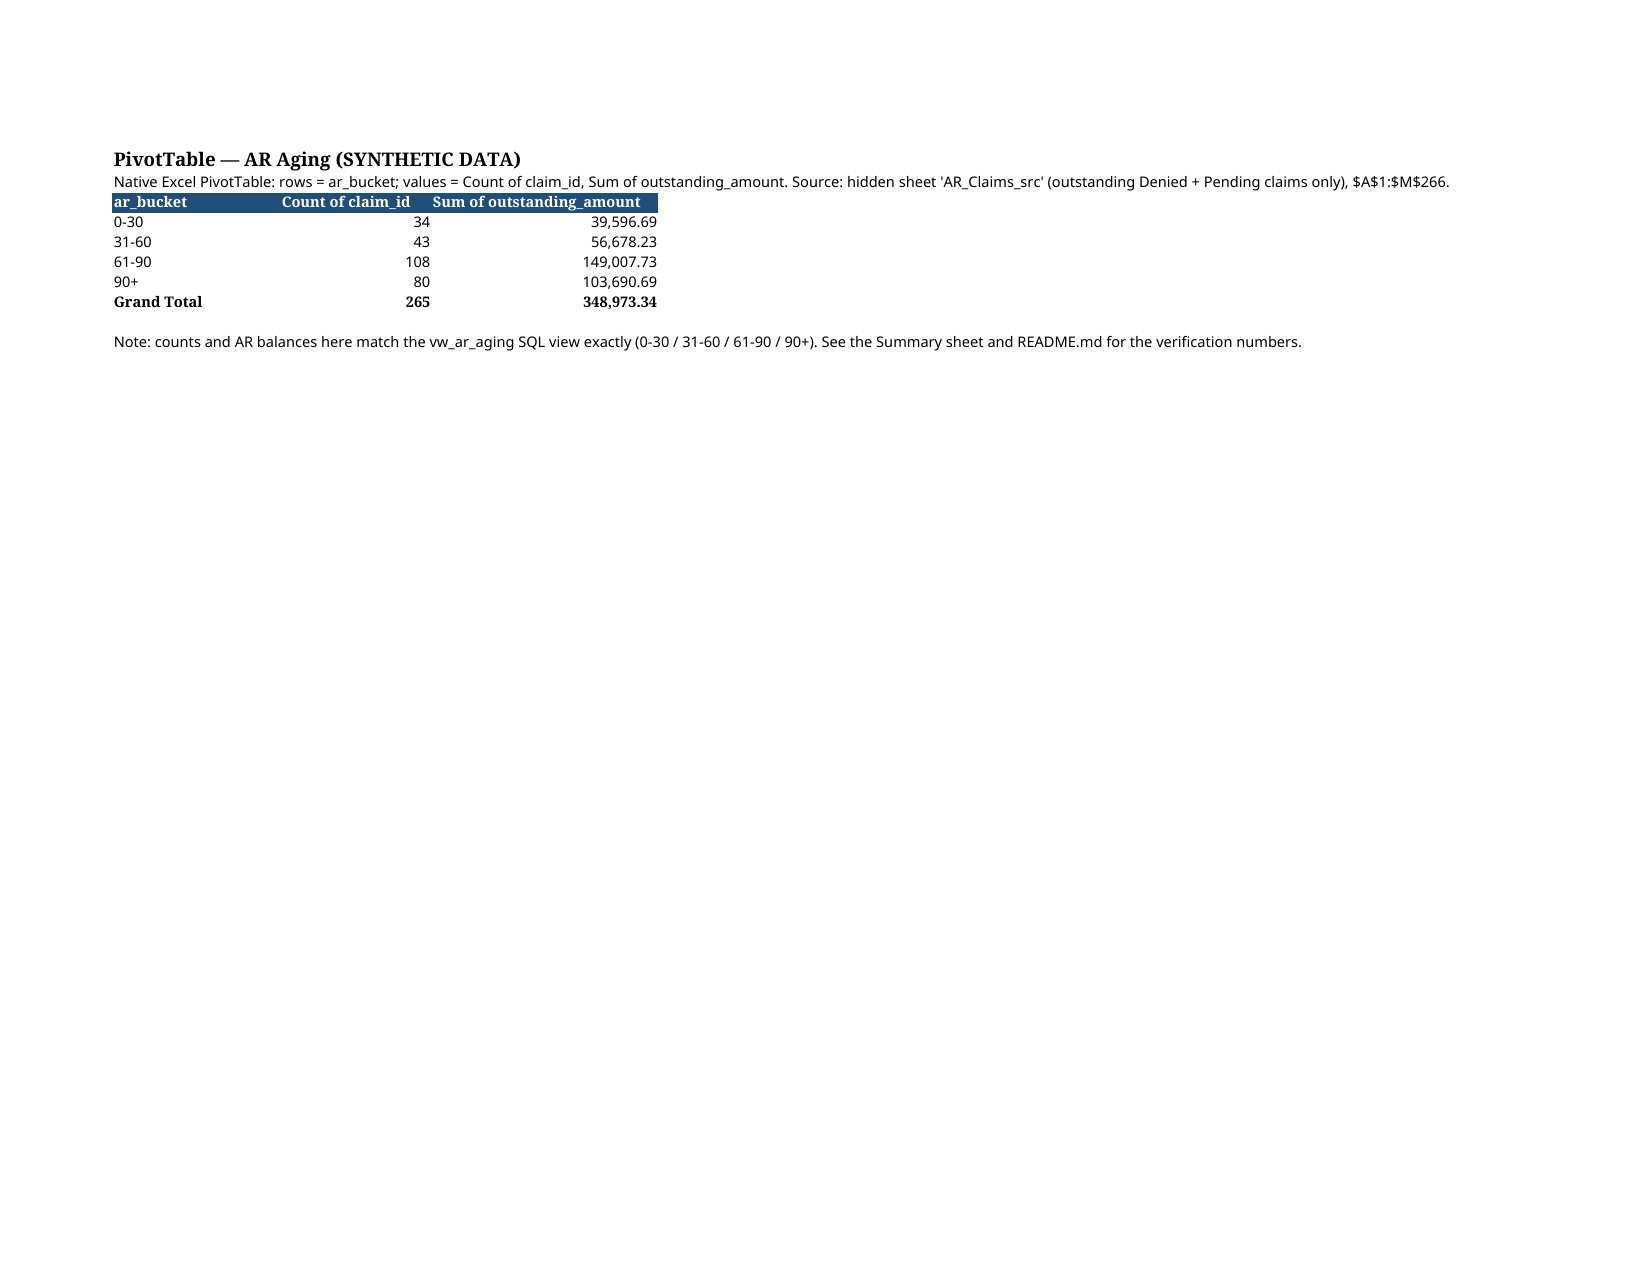 PivotTable — AR Aging (SYNTHETIC DATA)
Native Excel PivotTable: rows = ar_bucket; values = Count of claim_id, Sum of outstanding_amount. Source: hidden sheet 'AR_Claims_src' (outstanding Denied + Pending claims only), $A$1:$M$266.
ar_bucket Count of claim_id Sum of outstanding_amount
0-30 34 39,596.69
31-60 43 56,678.23
61-90 108 149,007.73
90+ 80 103,690.69
Grand Total 265 348,973.34
Note: counts and AR balances here match the vw_ar_aging SQL view exactly (0-30 / 31-60 / 61-90 / 90+). See the Summary sheet and README.md for the verification numbers.